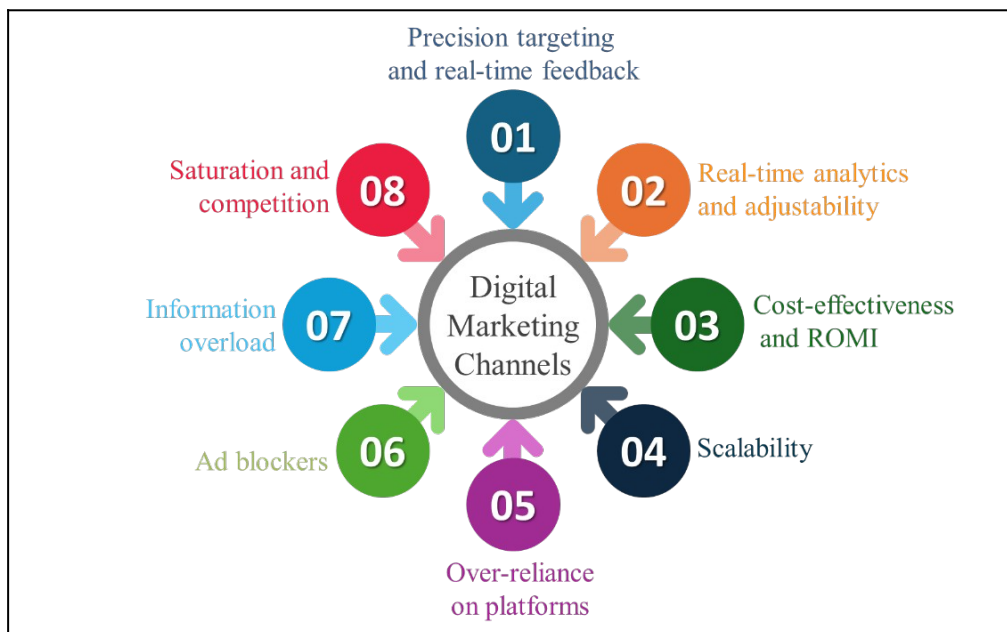 Precision targeting
and real-time feedback
01
02
Real-time analytics
and adjustability
03
Cost-effectiveness
and ROMI
04
Scalability
05
Over-reliance
on platforms
06
Ad blockers
07
Information
overload
08
Saturation and
competition
Digital
Marketing
Channels